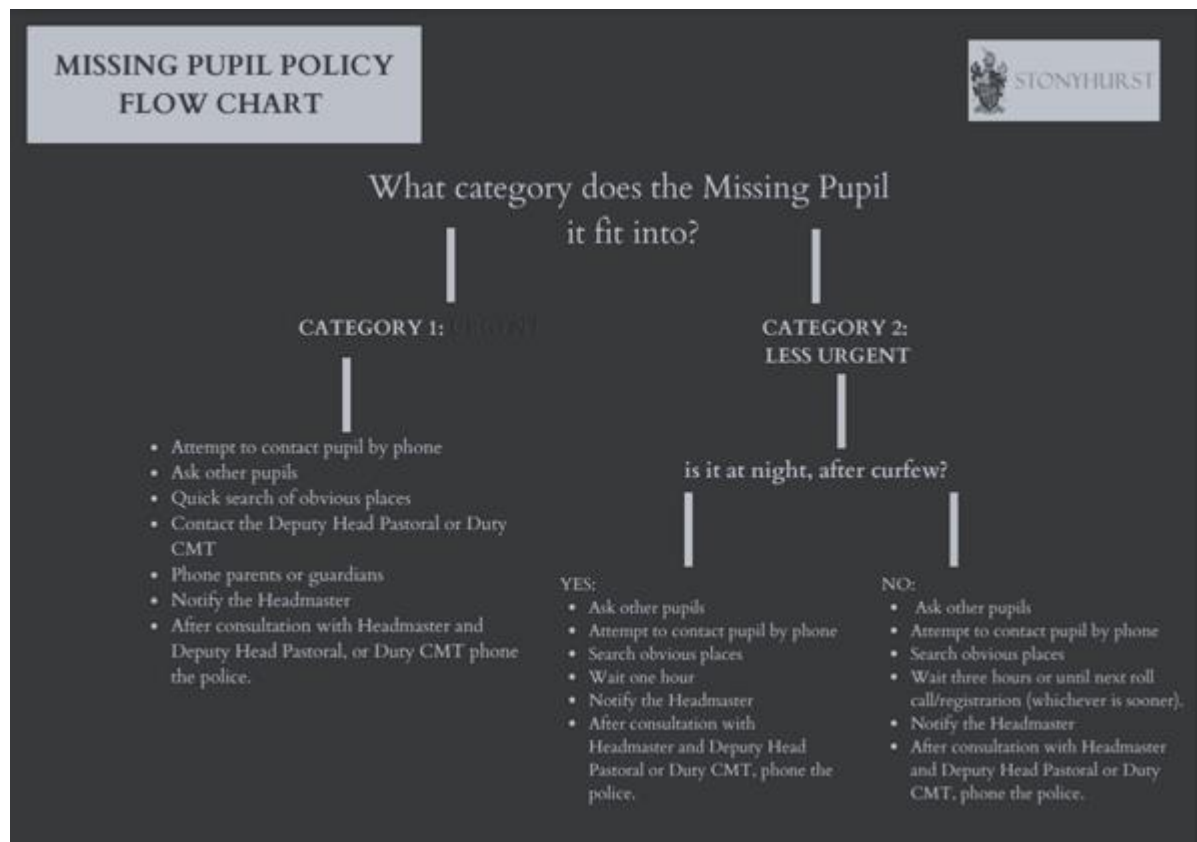 MISSING PUPIL POLICY
FLOW CHART
STONYHURST
What category does the Missing Pupil
it fit into?
CATEGORY 1: URGENT
• Attempt to contact pupil by phone
• Ask other pupils
• Quick search of obvious places
• Contact the Deputy Head Pastoral or Duty
CMT
• Phone parents or guardians
• Notify the Headmaster
• After consultation with Headmaster and
Deputy Head Pastoral, or Duty CMT phone
the police.
CATEGORY 2:
LESS URGENT
is it at night, after curfew?
YES:
• Ask other pupils
• Attempt to contact pupil by phone
• Search obvious places
• Wait one hour
• Notify the Headmaster
• After consultation with
Headmaster and Deputy Head
Pastoral or Duty CMT, phone the
police.
NO:
• Ask other pupils
• Attempt to contact pupil by phone
• Search obvious places
• Wait three hours or until next roll
call/registration (whichever is sooner).
• Notify the Headmaster
• After consultation with Headmaster
and Deputy Head Pastoral or Duty
CMT, phone the police.